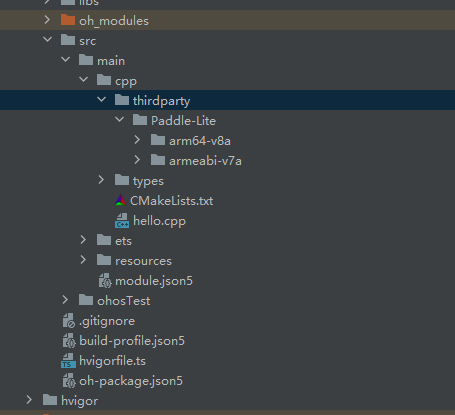 libs
oh_modules
src
main
cpp
thirdparty
Paddle-Lite
arm64-v8a
armeabi-v7a
types
CMakeLists.txt
hello.cpp
ets
resources
module.json5
ohosTest
.gitignore
build-profile.json5
hvigorfile.ts
oh-package.json5
hvigor